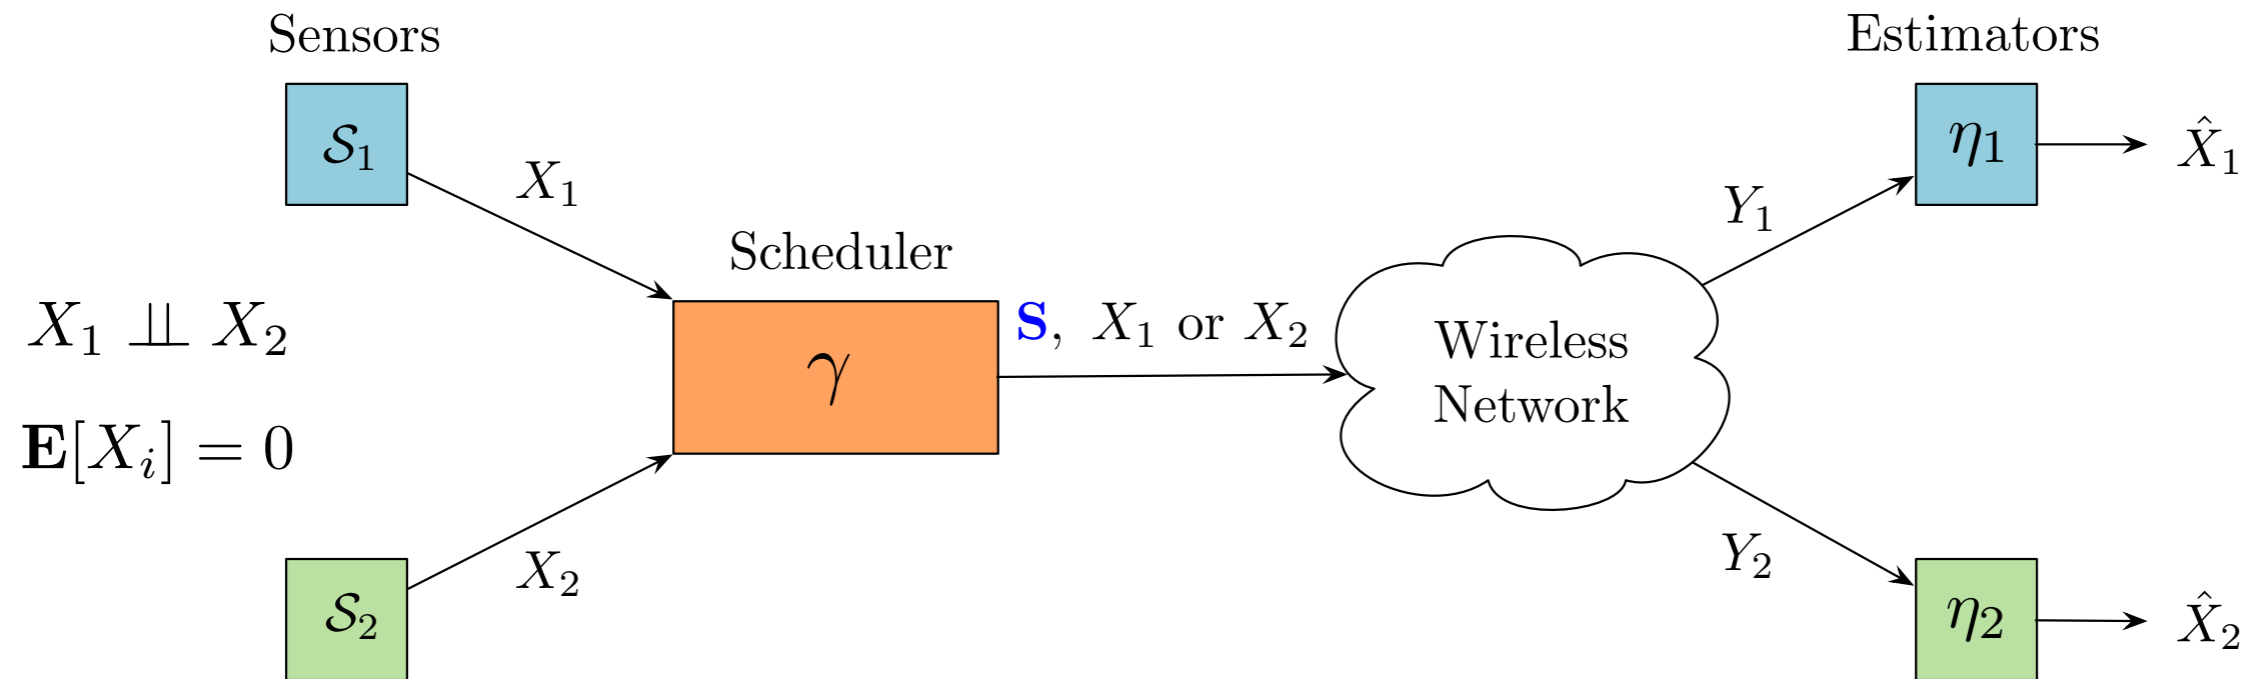 Sensors
Estimators
𝒮₁
η₁
X̂₁
X₁
Y₁
Scheduler
X₁ ⫫ X₂
γ
S, X₁ or X₂
Wireless
Network
E[Xᵢ] = 0
X₂
Y₂
𝒮₂
η₂
X̂₂